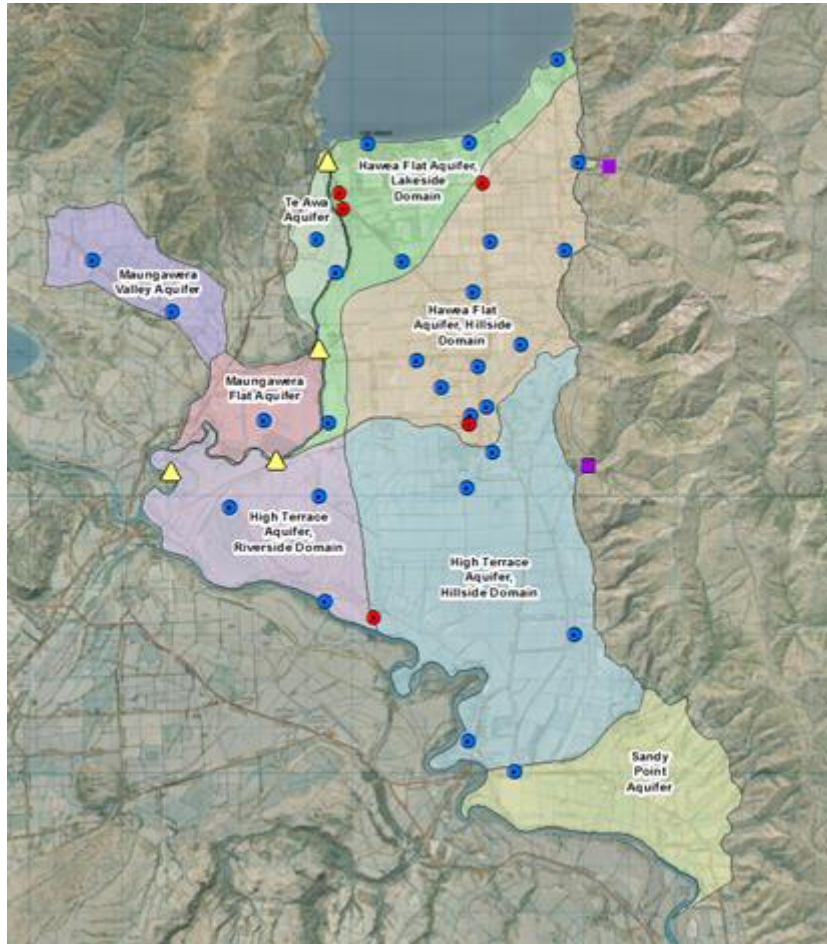 Hawea Flat Aquifer,
Lakeside
Domain
Te Awa
Aquifer
Maungawera
Valley Aquifer
Hawea Flat
Aquifer, Hillside
Domain
Maungawera
Flat Aquifer
High Terrace
Aquifer,
Riverside Domain
High Terrace
Aquifer,
Hillside Domain
Sandy
Point
Aquifer